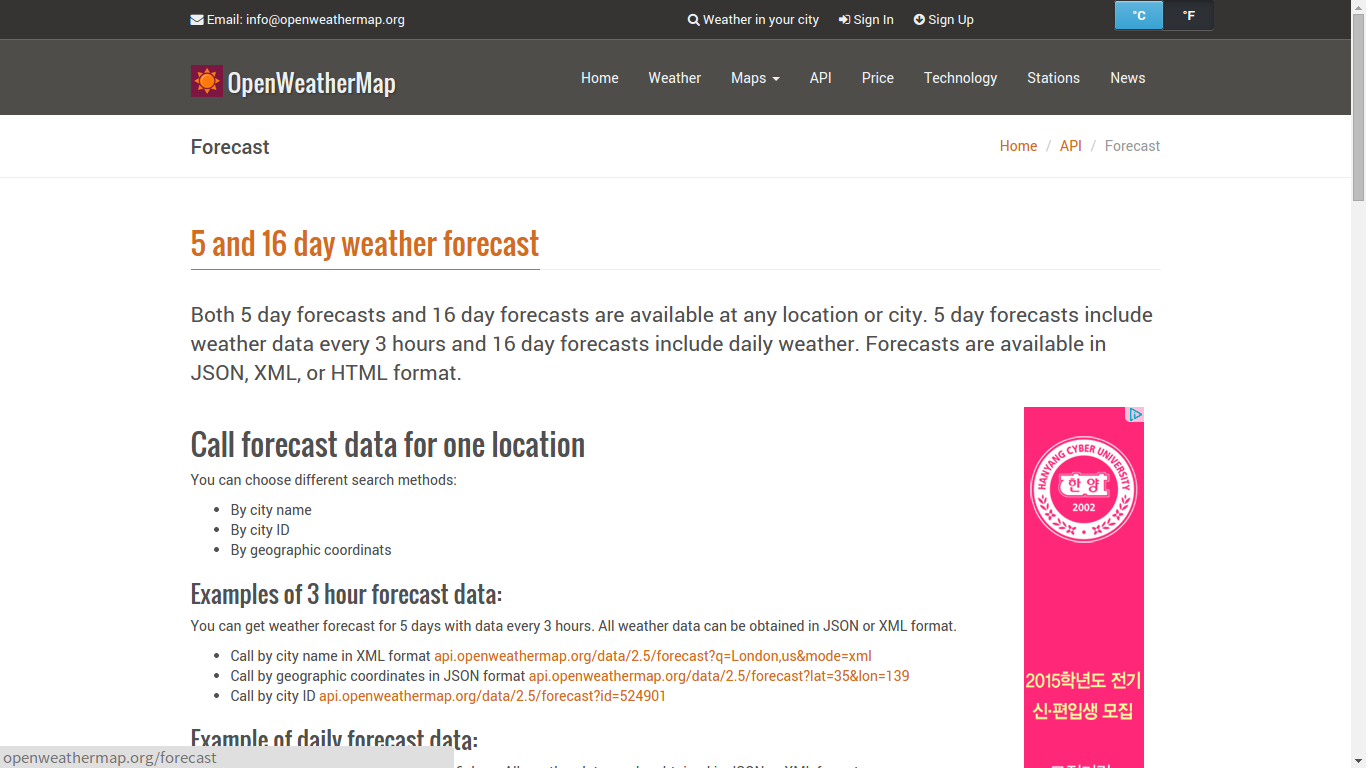 Email: info@openweathermap.org
Weather in your city
Sign In
Sign Up
°C
°F
OpenWeatherMap
Home
Weather
Maps
API
Price
Technology
Stations
News
Forecast
Home / API / Forecast
5 and 16 day weather forecast
Both 5 day forecasts and 16 day forecasts are available at any location or city. 5 day forecasts include
weather data every 3 hours and 16 day forecasts include daily weather. Forecasts are available in
JSON, XML, or HTML format.
Call forecast data for one location
You can choose different search methods:
By city name
By city ID
By geographic coordinats
Examples of 3 hour forecast data:
You can get weather forecast for 5 days with data every 3 hours. All weather data can be obtained in JSON or XML format.
Call by city name in XML format api.openweathermap.org/data/2.5/forecast?q=London,us&mode=xml
Call by geographic coordinates in JSON format api.openweathermap.org/data/2.5/forecast?lat=35&lon=139
Call by city ID api.openweathermap.org/data/2.5/forecast?id=524901
Example of daily forecast data:
HANYANG CYBER UNIVERSITY
한양
2002
2015학년도 전기
신·편입생 모집
openweathermap.org/forecast